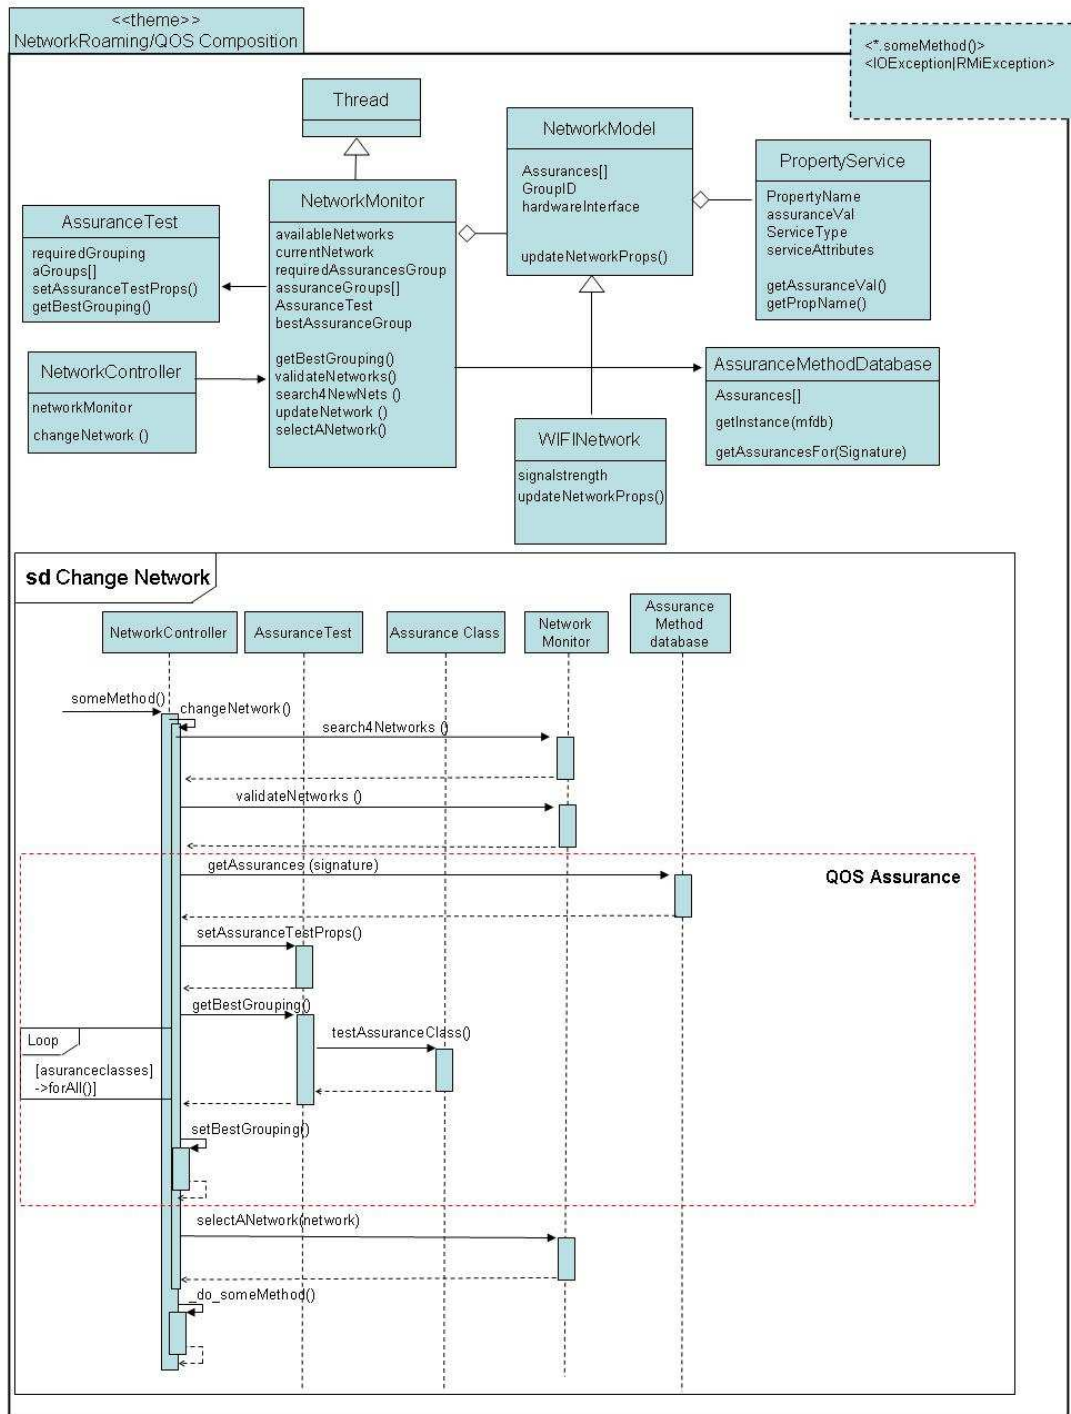 <<theme>>
NetworkRoaming/QOS Composition
<*.someMethod()>
<IOException|RMiException>
Thread
NetworkModel
Assurances[]
GroupID
hardwareInterface
updateNetworkProps()
PropertyService
PropertyName
assuranceVal
ServiceType
serviceAttributes
getAssuranceVal()
getPropName()
NetworkMonitor
availableNetworks
currentNetwork
requiredAssurancesGroup
assuranceGroups[]
AssuranceTest
bestAssuranceGroup
getBestGrouping()
validateNetworks()
search4NewNets ()
updateNetwork ()
selectANetwork()
AssuranceTest
requiredGrouping
aGroups[]
setAssuranceTestProps()
getBestGrouping()
NetworkController
networkMonitor
changeNetwork ()
AssuranceMethodDatabase
Assurances[]
getInstance(mfdb)
getAssurancesFor(Signature)
WIFINetwork
signalstrength
updateNetworkProps()
sd Change Network
NetworkController
AssuranceTest
Assurance Class
Network
Monitor
Assurance
Method
database
someMethod()
changeNetwork()
search4Networks ()
validateNetworks ()
getAssurances (signature)
QOS Assurance
setAssuranceTestProps()
getBestGrouping()
testAssuranceClass()
Loop
[asuranceclasses]
->forAll()]
setBestGrouping()
selectANetwork(network)
_do_someMethod()